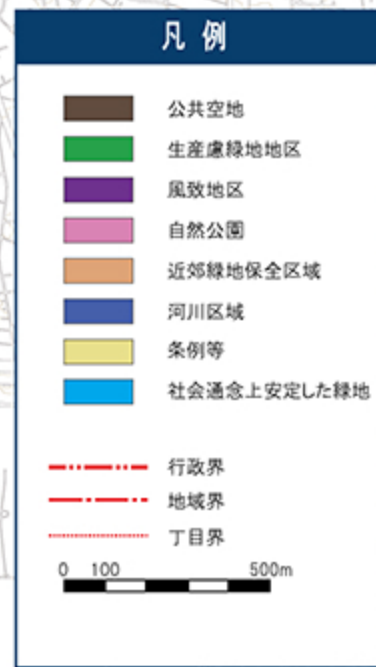 凡 例
公共空地
生産慮緑地地区
風致地区
自然公園
近郊緑地保全区域
河川区域
条例等
社会通念上安定した緑地
行政界
地域界
丁目界
0 100 500m